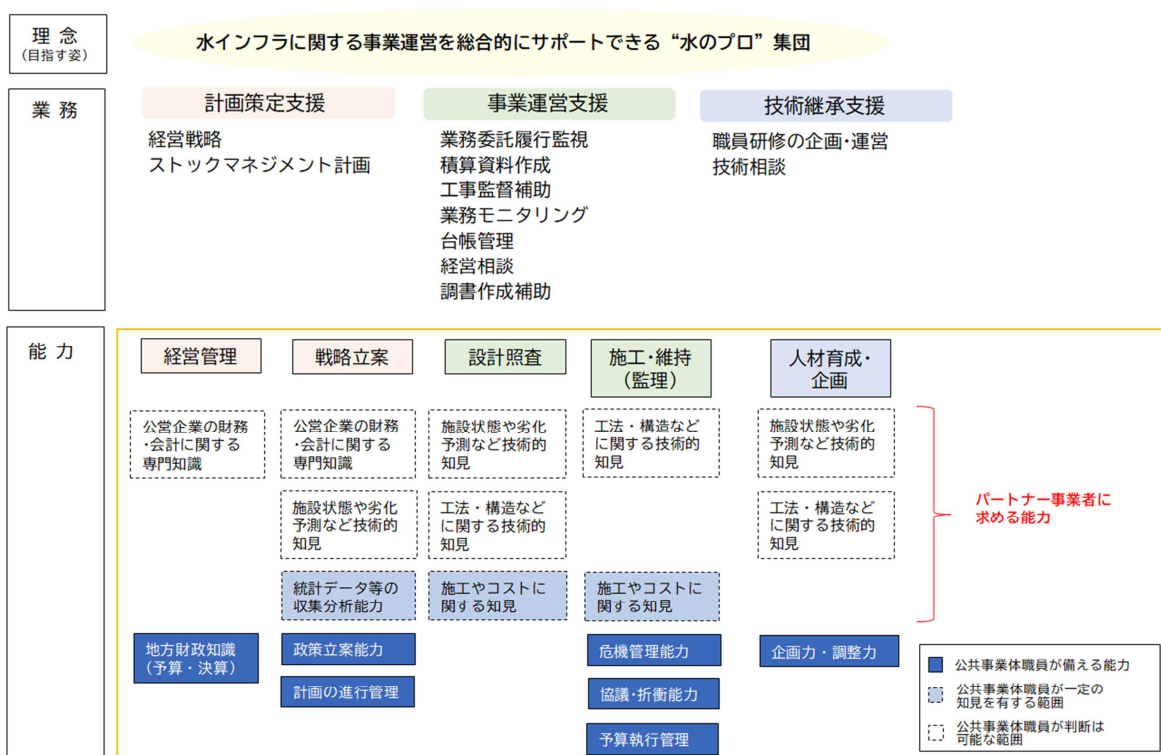 理 念
(目指す姿)
水インフラに関する事業運営を総合的にサポートできる“水のプロ”集団
業 務
計画策定支援
経営戦略
ストックマネジメント計画
事業運営支援
業務委託履行監視
積算資料作成
工事監督補助
業務モニタリング
台帳管理
経営相談
調書作成補助
技術継承支援
職員研修の企画･運営
技術相談
能 力
経営管理
公営企業の財務
･会計に関する
専門知識
地方財政知識
(予算・決算)
戦略立案
公営企業の財務
･会計に関する
専門知識
施設状態や劣化
予測など技術的
知見
統計データ等の
収集分析能力
政策立案能力
計画の進行管理
設計照査
施設状態や劣化
予測など技術的
知見
工法・構造など
に関する技術的
知見
施工やコストに
関する知見
施工･維持
(監理)
工法・構造など
に関する技術的
知見
施工やコストに
関する知見
危機管理能力
協議･折衝能力
予算執行管理
人材育成･
企画
施設状態や劣化
予測など技術的
知見
工法・構造など
に関する技術的
知見
企画力・調整力
パートナー事業者に
求める能力
公共事業体職員が備える能力
公共事業体職員が一定の
知見を有する範囲
公共事業体職員が判断は
可能な範囲